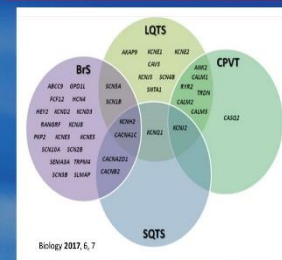 LQTS
AKAP9 KCNE1 KCNE2
CAV3
KCNJ5 SCN4B
SNTA1
BrS
ABCC9 GPD1L
FGF12 HCN4
HEY2 KCND2 KCND3
RANGRF KCNJ8
PKP2 KCNE3 KCNE5
SCN10A SCN2B
SEMA3A TRPM4
SCN3B SLMAP
SCN5A
SCN1B
CPVT
ANK2
CALM1
RYR2
TRDN
CALM2
CALM3
CASQ2
KCNH2
CACNA1C
KCNQ1
KCNJ2
CACNA2D1
CACNB2
SQTS
Biology 2017, 6, 7